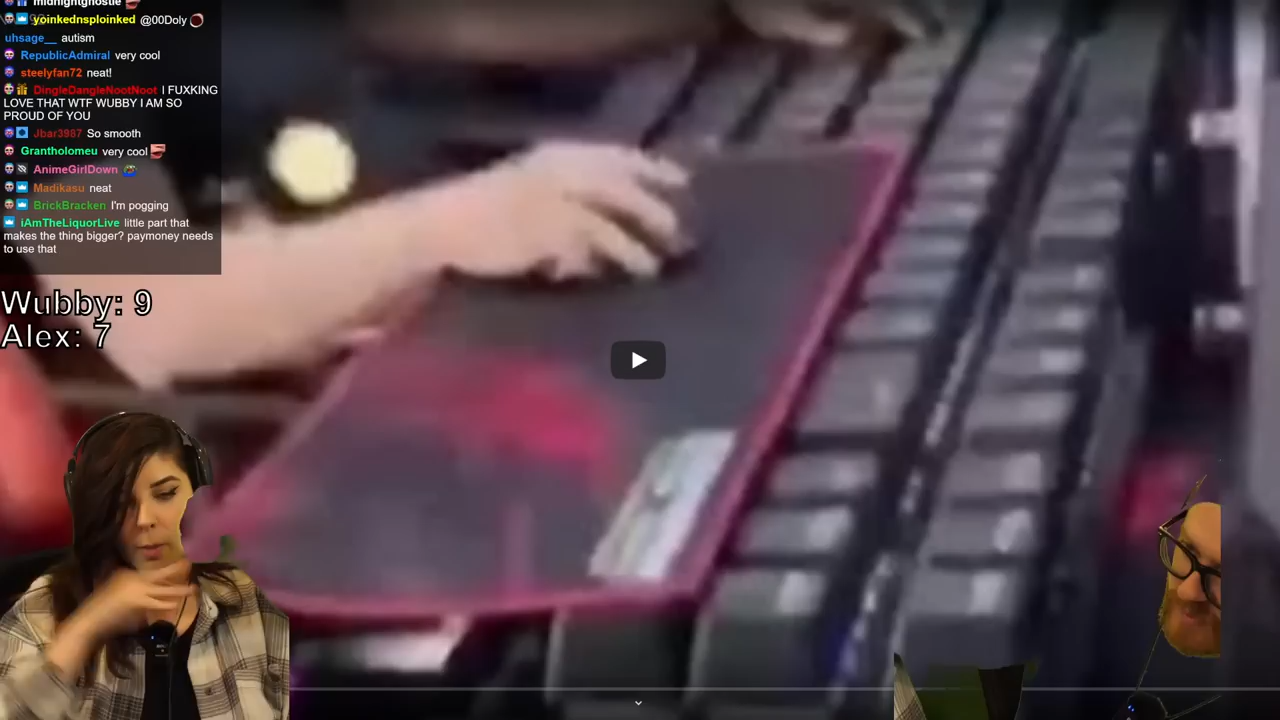 midnightghostie
yoinkednsploinked @00Doly
uhsage__ autism
RepublicAdmiral very cool
steelyfan72 neat!
DingleDangleNootNoot I FUXKING
LOVE THAT WTF WUBBY I AM SO
PROUD OF YOU
Jbar3987 So smooth
Grantholomeu very cool
AnimeGirlDown
Madikasu neat
BrickBracken I'm pogging
iAmTheLiquorLive little part that
makes the thing bigger? paymoney needs
to use that
Wubby: 9
Alex: 7